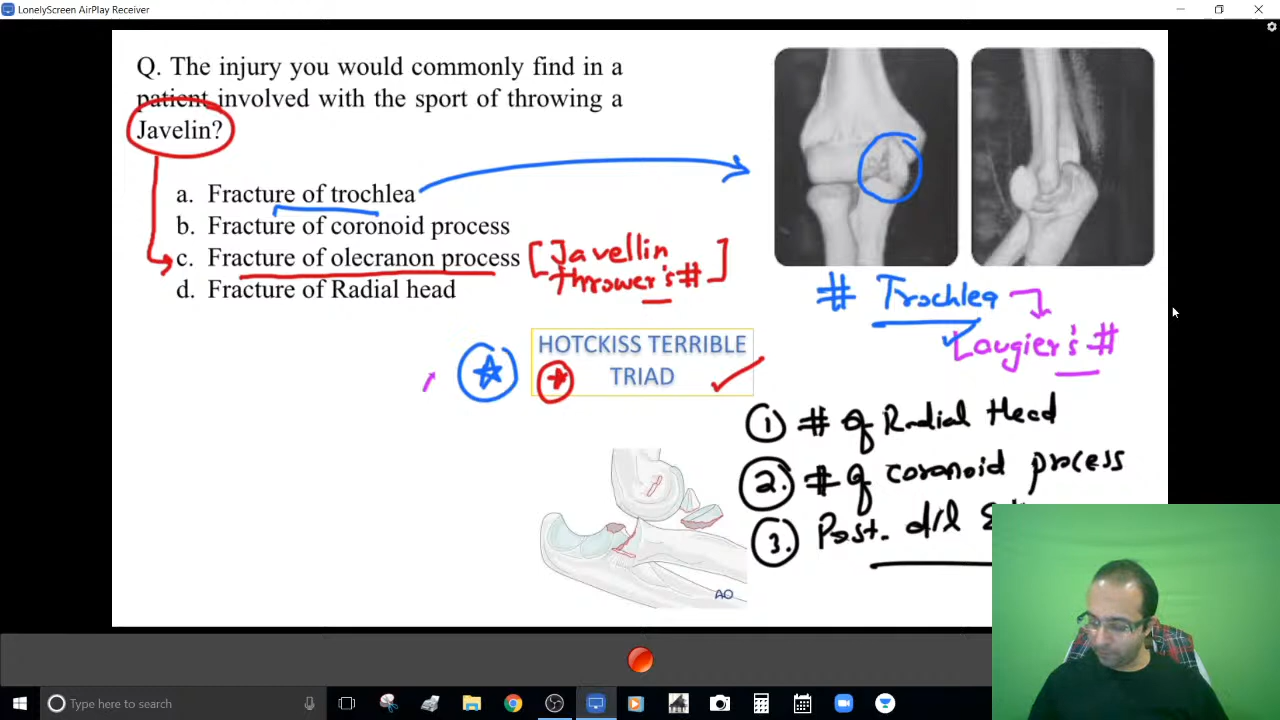 LonelyScreen AirPlay Receiver
Q. The injury you would commonly find in a
patient involved with the sport of throwing a
Javelin?
a. Fracture of trochlea
b. Fracture of coronoid process
c. Fracture of olecranon process
d. Fracture of Radial head
[Javellin
Thrower's #]
# Trochlea
Laugier's #
HOTCKISS TERRIBLE
TRIAD
① # of Radial Head
②. # of coronoid process
③. Post. d/l
AO
Type here to search